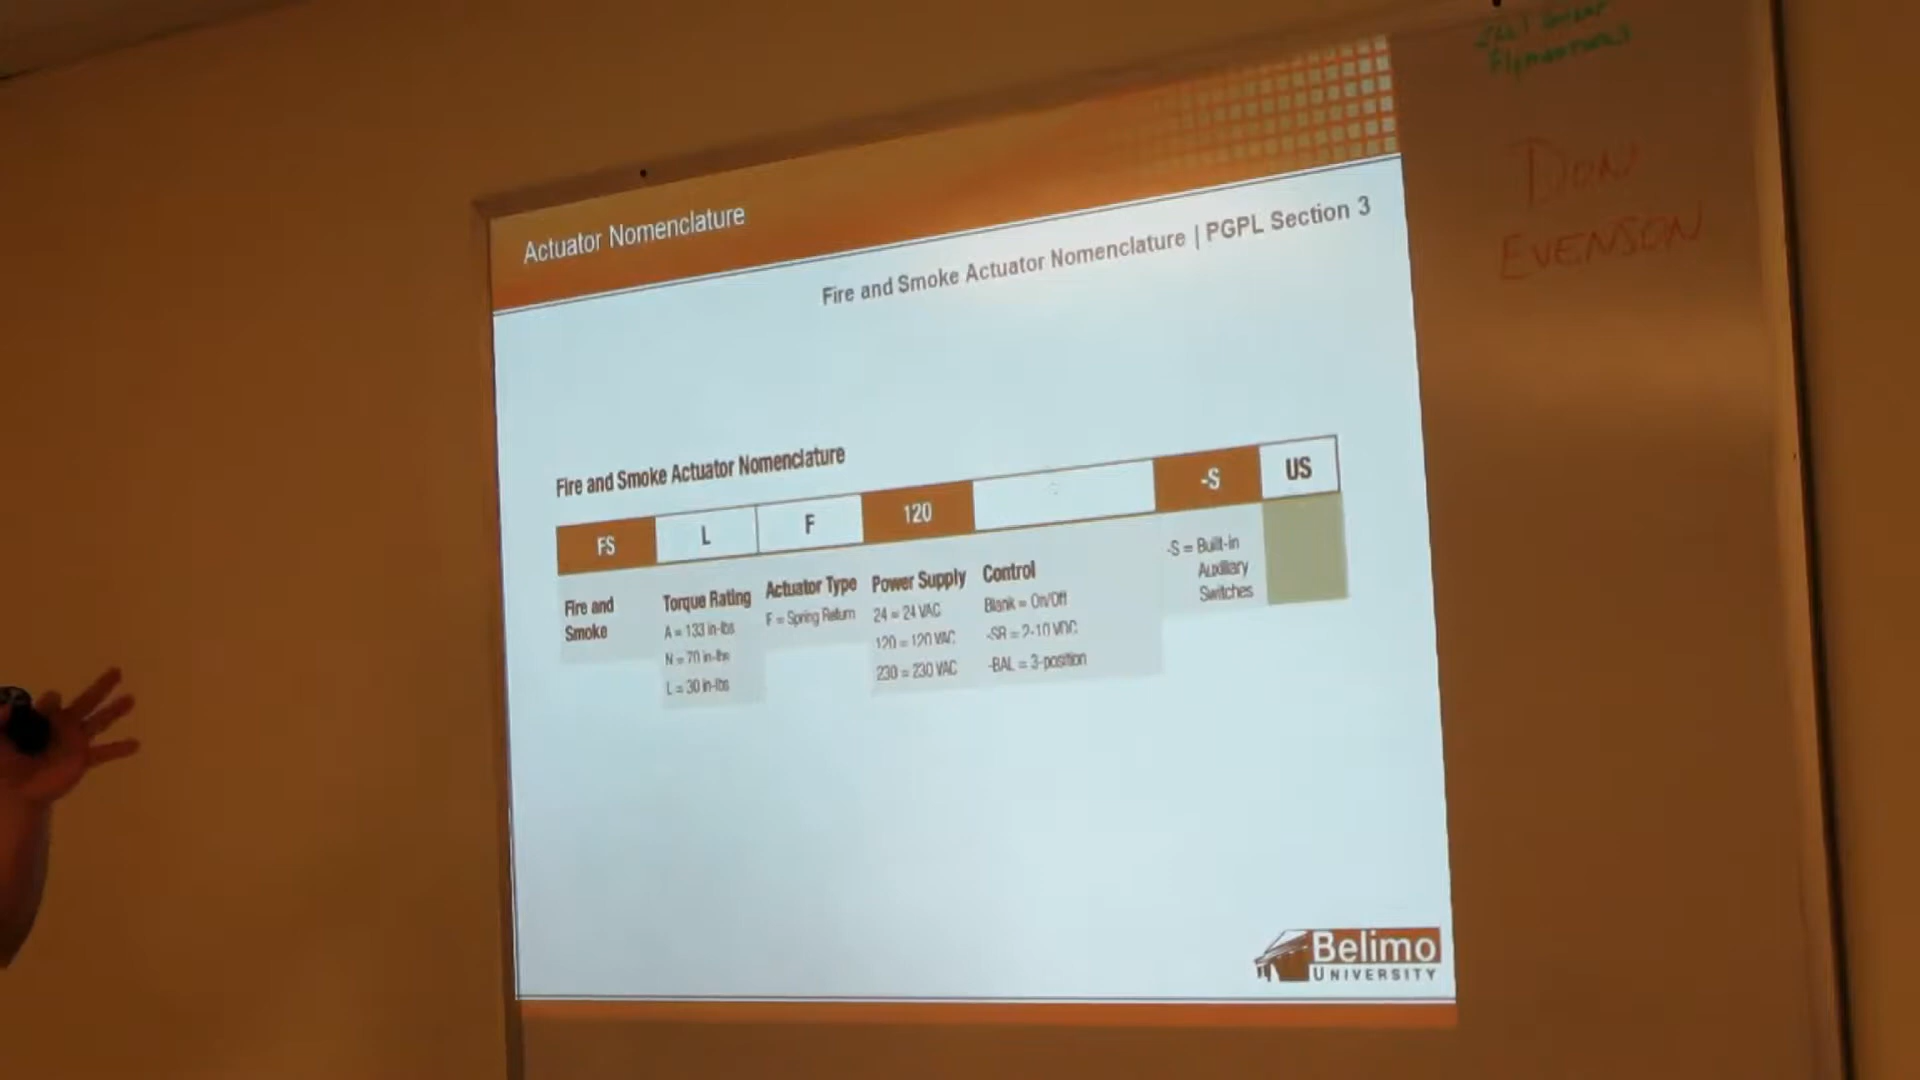 Actuator Nomenclature
Fire and Smoke Actuator Nomenclature | PGPL Section 3
Fire and Smoke Actuator Nomenclature
FS L F 120 -S US
Fire and
Smoke
Torque Rating
A = 133 in-lbs
N = 70 in-lbs
L = 30 in-lbs
Actuator Type
F = Spring Return
Power Supply
24 = 24 VAC
120 = 120 VAC
230 = 230 VAC
Control
Blank = On/Off
-SR = 2-10 VDC
-BAL = 3-position
-S = Built-in
Auxiliary
Switches
Belimo
UNIVERSITY
DON
EVENSON